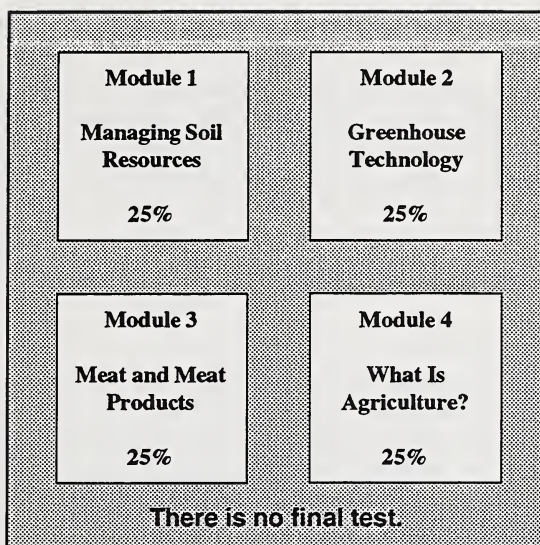 Module 1
Managing Soil
Resources
25%
Module 2
Greenhouse
Technology
25%
Module 3
Meat and Meat
Products
25%
Module 4
What Is
Agriculture?
25%
There is no final test.